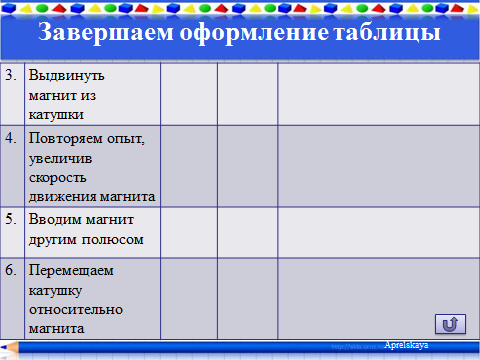 Завершаем оформление таблицы
3. Выдвинуть
магнит из
катушки
4. Повторяем опыт,
увеличив
скорость
движения магнита
5. Вводим магнит
другим полюсом
6. Перемещаем
катушку
относительно
магнита
Aprelskaya